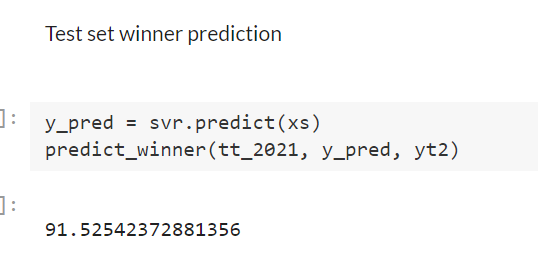 Test set winner prediction
]:
y_pred = svr.predict(xs)
predict_winner(tt_2021, y_pred, yt2)
]:
91.52542372881356